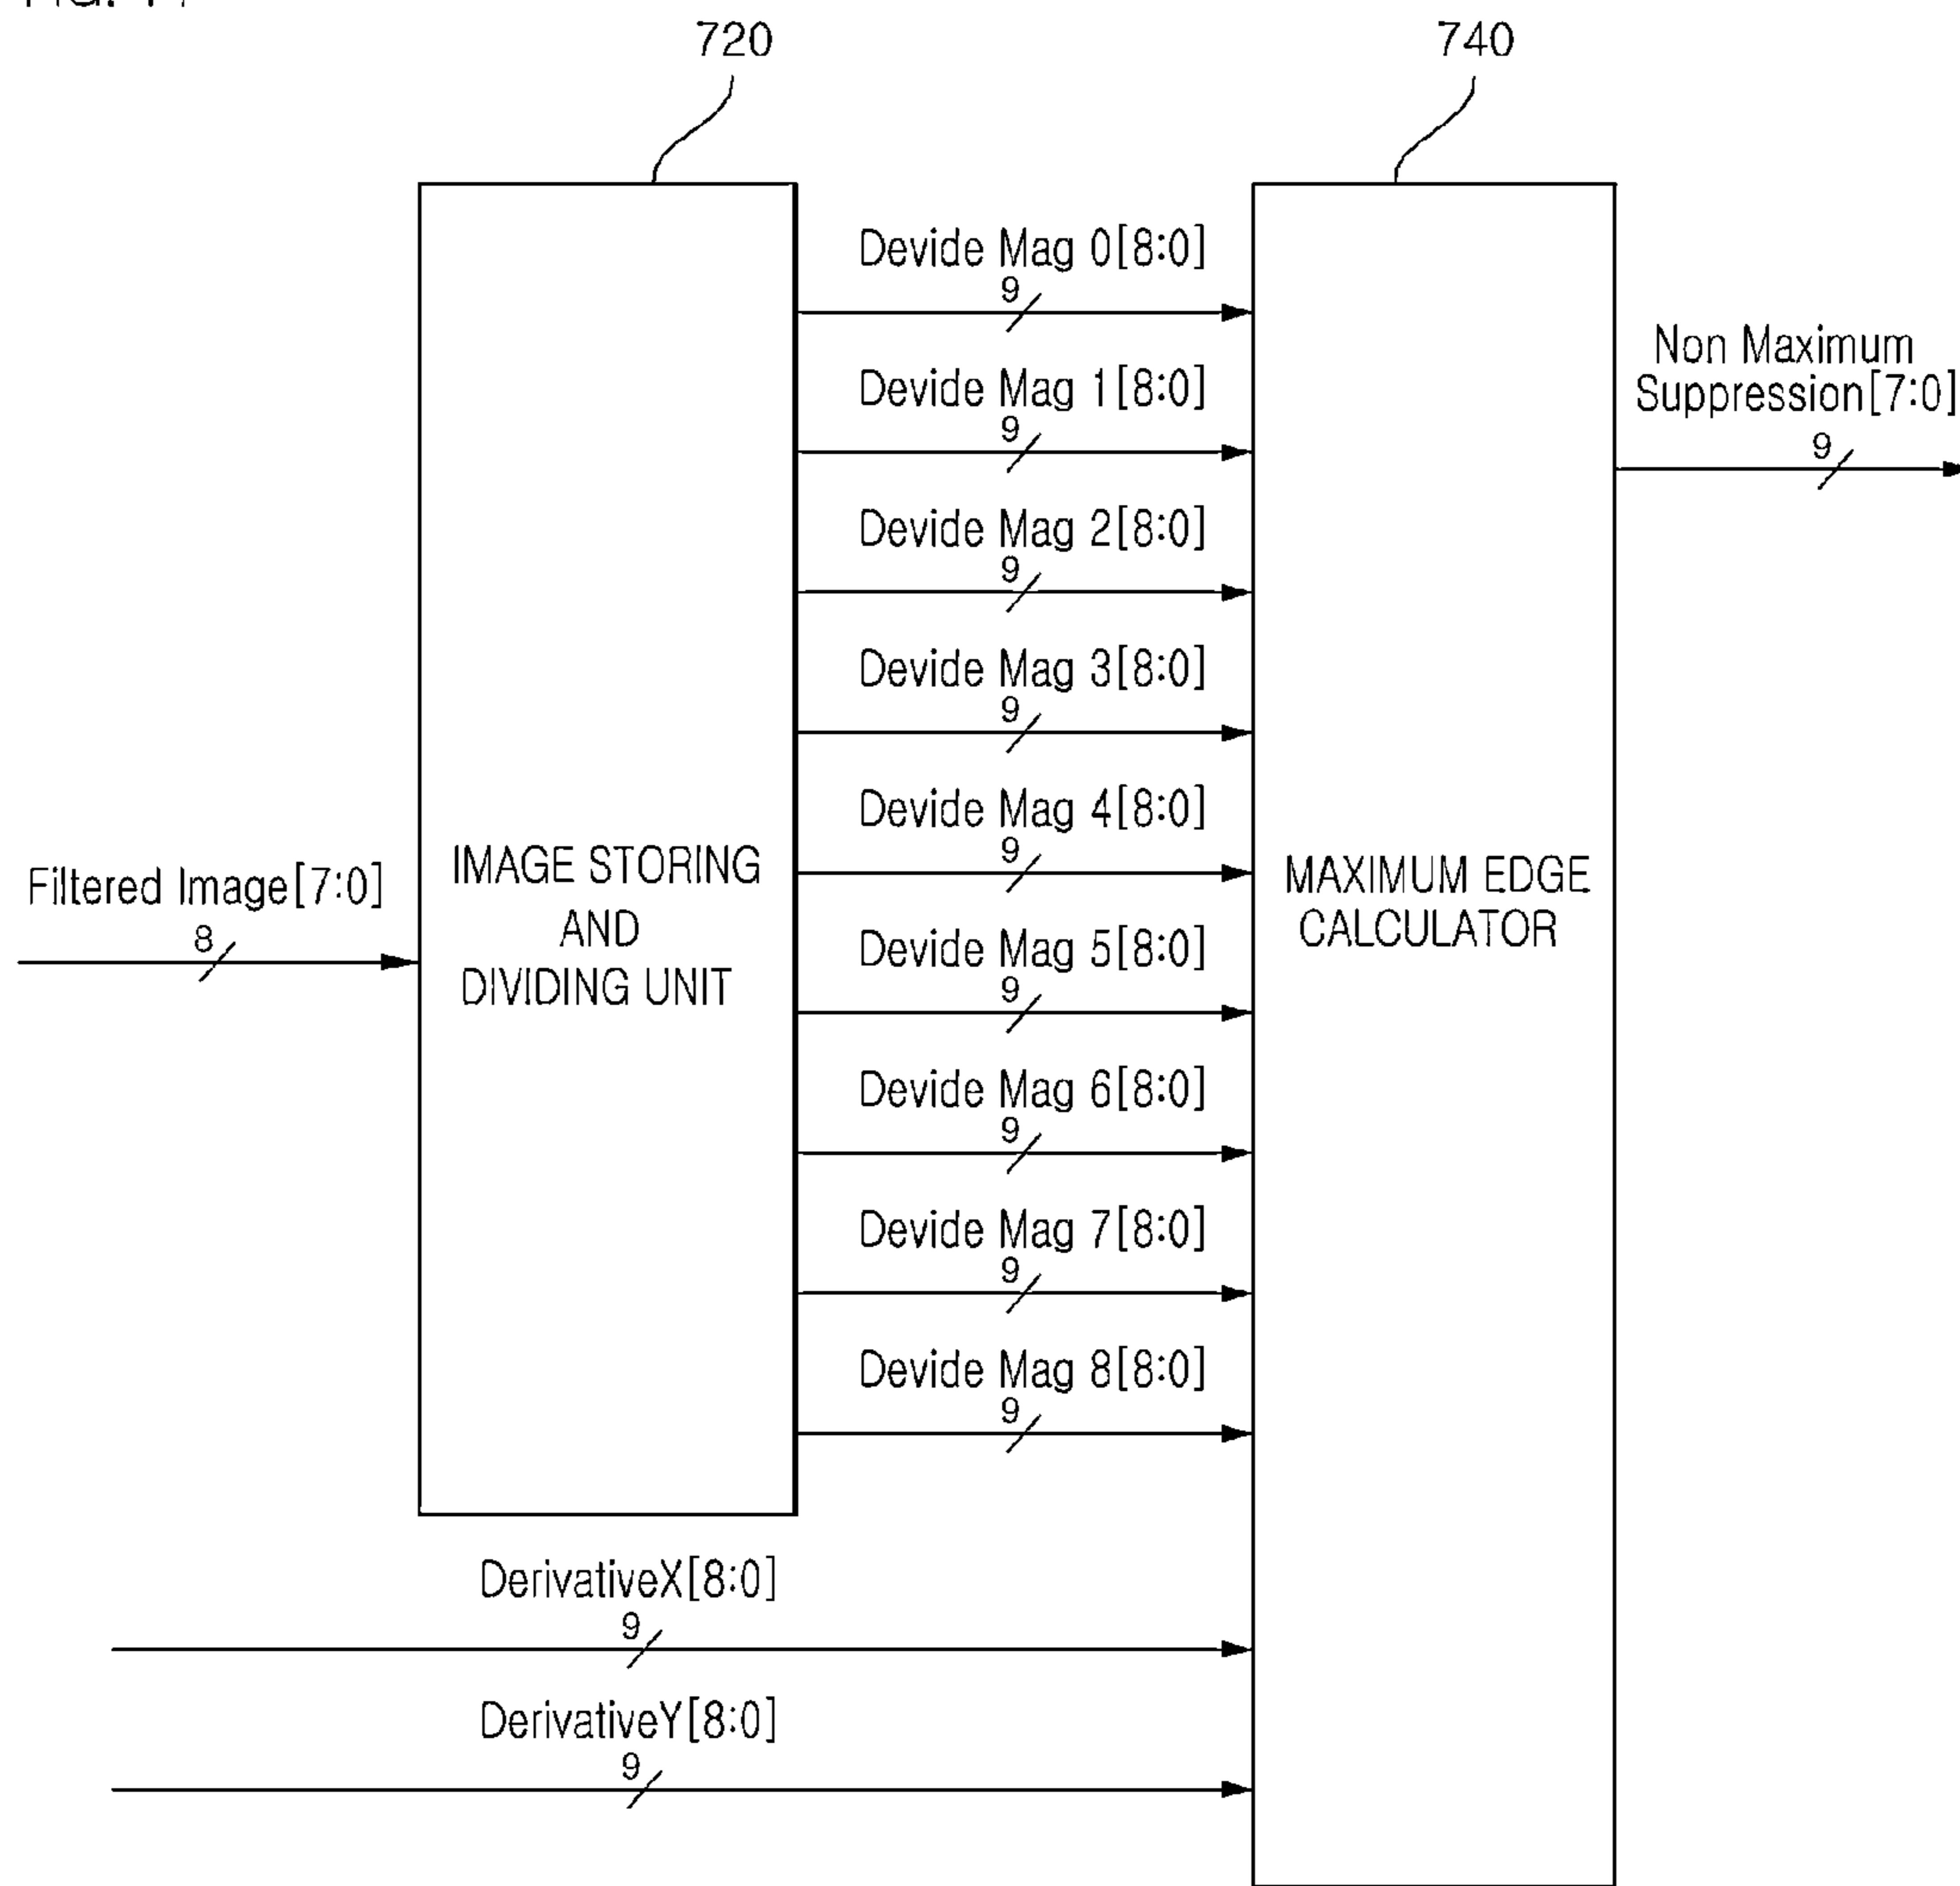 720
740
Devide Mag 0[8:0]
9
Devide Mag 1[8:0]
9
Devide Mag 2[8:0]
9
Devide Mag 3[8:0]
9
Devide Mag 4[8:0]
9
Devide Mag 5[8:0]
9
Devide Mag 6[8:0]
9
Devide Mag 7[8:0]
9
Devide Mag 8[8:0]
9
Non Maximum
Suppression[7:0]
9
Filtered Image[7:0]
8
IMAGE STORING
AND
DIVIDING UNIT
MAXIMUM EDGE
CALCULATOR
DerivativeX[8:0]
9
DerivativeY[8:0]
9